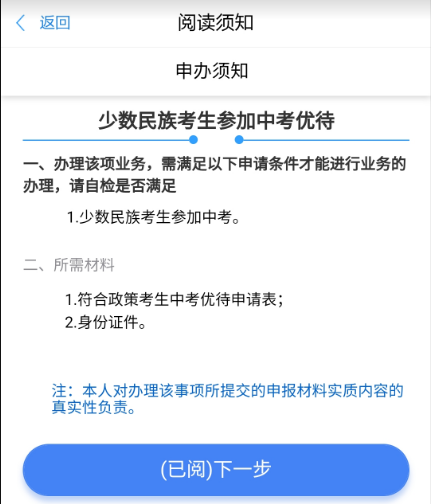 返回
阅读须知
申办须知
少数民族考生参加中考优待
一、办理该项业务，需满足以下申请条件才能进行业务的
办理，请自检是否满足
1.少数民族考生参加中考。
二、所需材料
1.符合政策考生中考优待申请表；
2.身份证件。
注：本人对办理该事项所提交的申报材料实质内容的
真实性负责。
(已阅)下一步